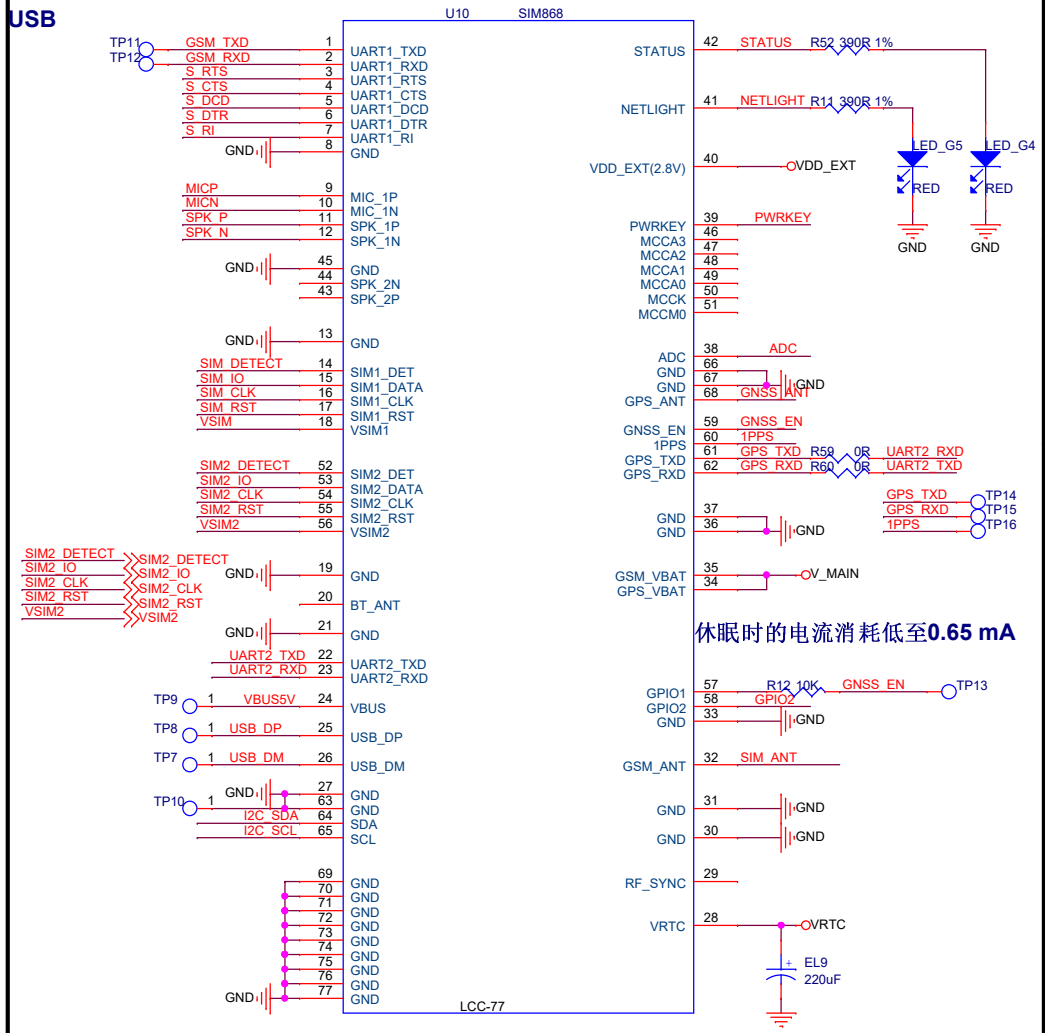 USB
U10 SIM868
TP11 GSM_TXD 1 UART1_TXD
TP12 GSM_RXD 2 UART1_RXD
S_RTS 3 UART1_RTS
S_CTS 4 UART1_CTS
S_DCD 5 UART1_DCD
S_DTR 6 UART1_DTR
S_RI 7 UART1_RI
GND 8 GND
MICP 9 MIC_1P
MICN 10 MIC_1N
SPK_P 11 SPK_1P
SPK_N 12 SPK_1N
GND 45 GND
44 SPK_2N
43 SPK_2P
GND 13 GND
SIM_DETECT 14 SIM1_DET
SIM_IO 15 SIM1_DATA
SIM_CLK 16 SIM1_CLK
SIM_RST 17 SIM1_RST
VSIM 18 VSIM1
SIM2_DETECT 52 SIM2_DET
SIM2_IO 53 SIM2_DATA
SIM2_CLK 54 SIM2_CLK
SIM2_RST 55 SIM2_RST
VSIM2 56 VSIM2
SIM2_DETECT SIM2_DETECT
SIM2_IO SIM2_IO
SIM2_CLK SIM2_CLK
SIM2_RST SIM2_RST
VSIM2 VSIM2
GND 19 GND
20 BT_ANT
GND 21 GND
UART2_TXD 22 UART2_TXD
UART2_RXD 23 UART2_RXD
TP9 1 VBUS5V 24 VBUS
TP8 1 USB_DP 25 USB_DP
TP7 1 USB_DM 26 USB_DM
GND 27 GND
TP10 1 63 GND
I2C_SDA 64 SDA
I2C_SCL 65 SCL
69 GND
70 GND
71 GND
72 GND
73 GND
74 GND
75 GND
76 GND
GND 77 GND
LCC-77
STATUS 42 STATUS R52 390R 1%
NETLIGHT 41 NETLIGHT R11 390R 1%
LED_G5 LED_G4
RED RED
GND GND
VDD_EXT(2.8V) 40 VDD_EXT
PWRKEY 39 PWRKEY
MCCA3 46
MCCA2 47
MCCA1 48
MCCA0 49
MCCK 50
MCCM0 51
ADC 38 ADC
GND 66
GND 67 GND
GPS_ANT 68 GNSS_ANT
GNSS_EN 59 GNSS_EN
1PPS 60 1PPS
GPS_TXD 61 GPS_TXD R59 0R UART2_RXD
GPS_RXD 62 GPS_RXD R60 0R UART2_TXD
GPS_TXD TP14
GPS_RXD TP15
1PPS TP16
GND 37
GND 36 GND
GSM_VBAT 35 V_MAIN
GPS_VBAT 34
休眠时的电流消耗低至0.65 mA
GPIO1 57 R12 10K GNSS_EN TP13
GPIO2 58 GPIO2
GND 33 GND
GSM_ANT 32 SIM_ANT
GND 31 GND
GND 30 GND
RF_SYNC 29
VRTC 28 VRTC
+ EL9
220uF